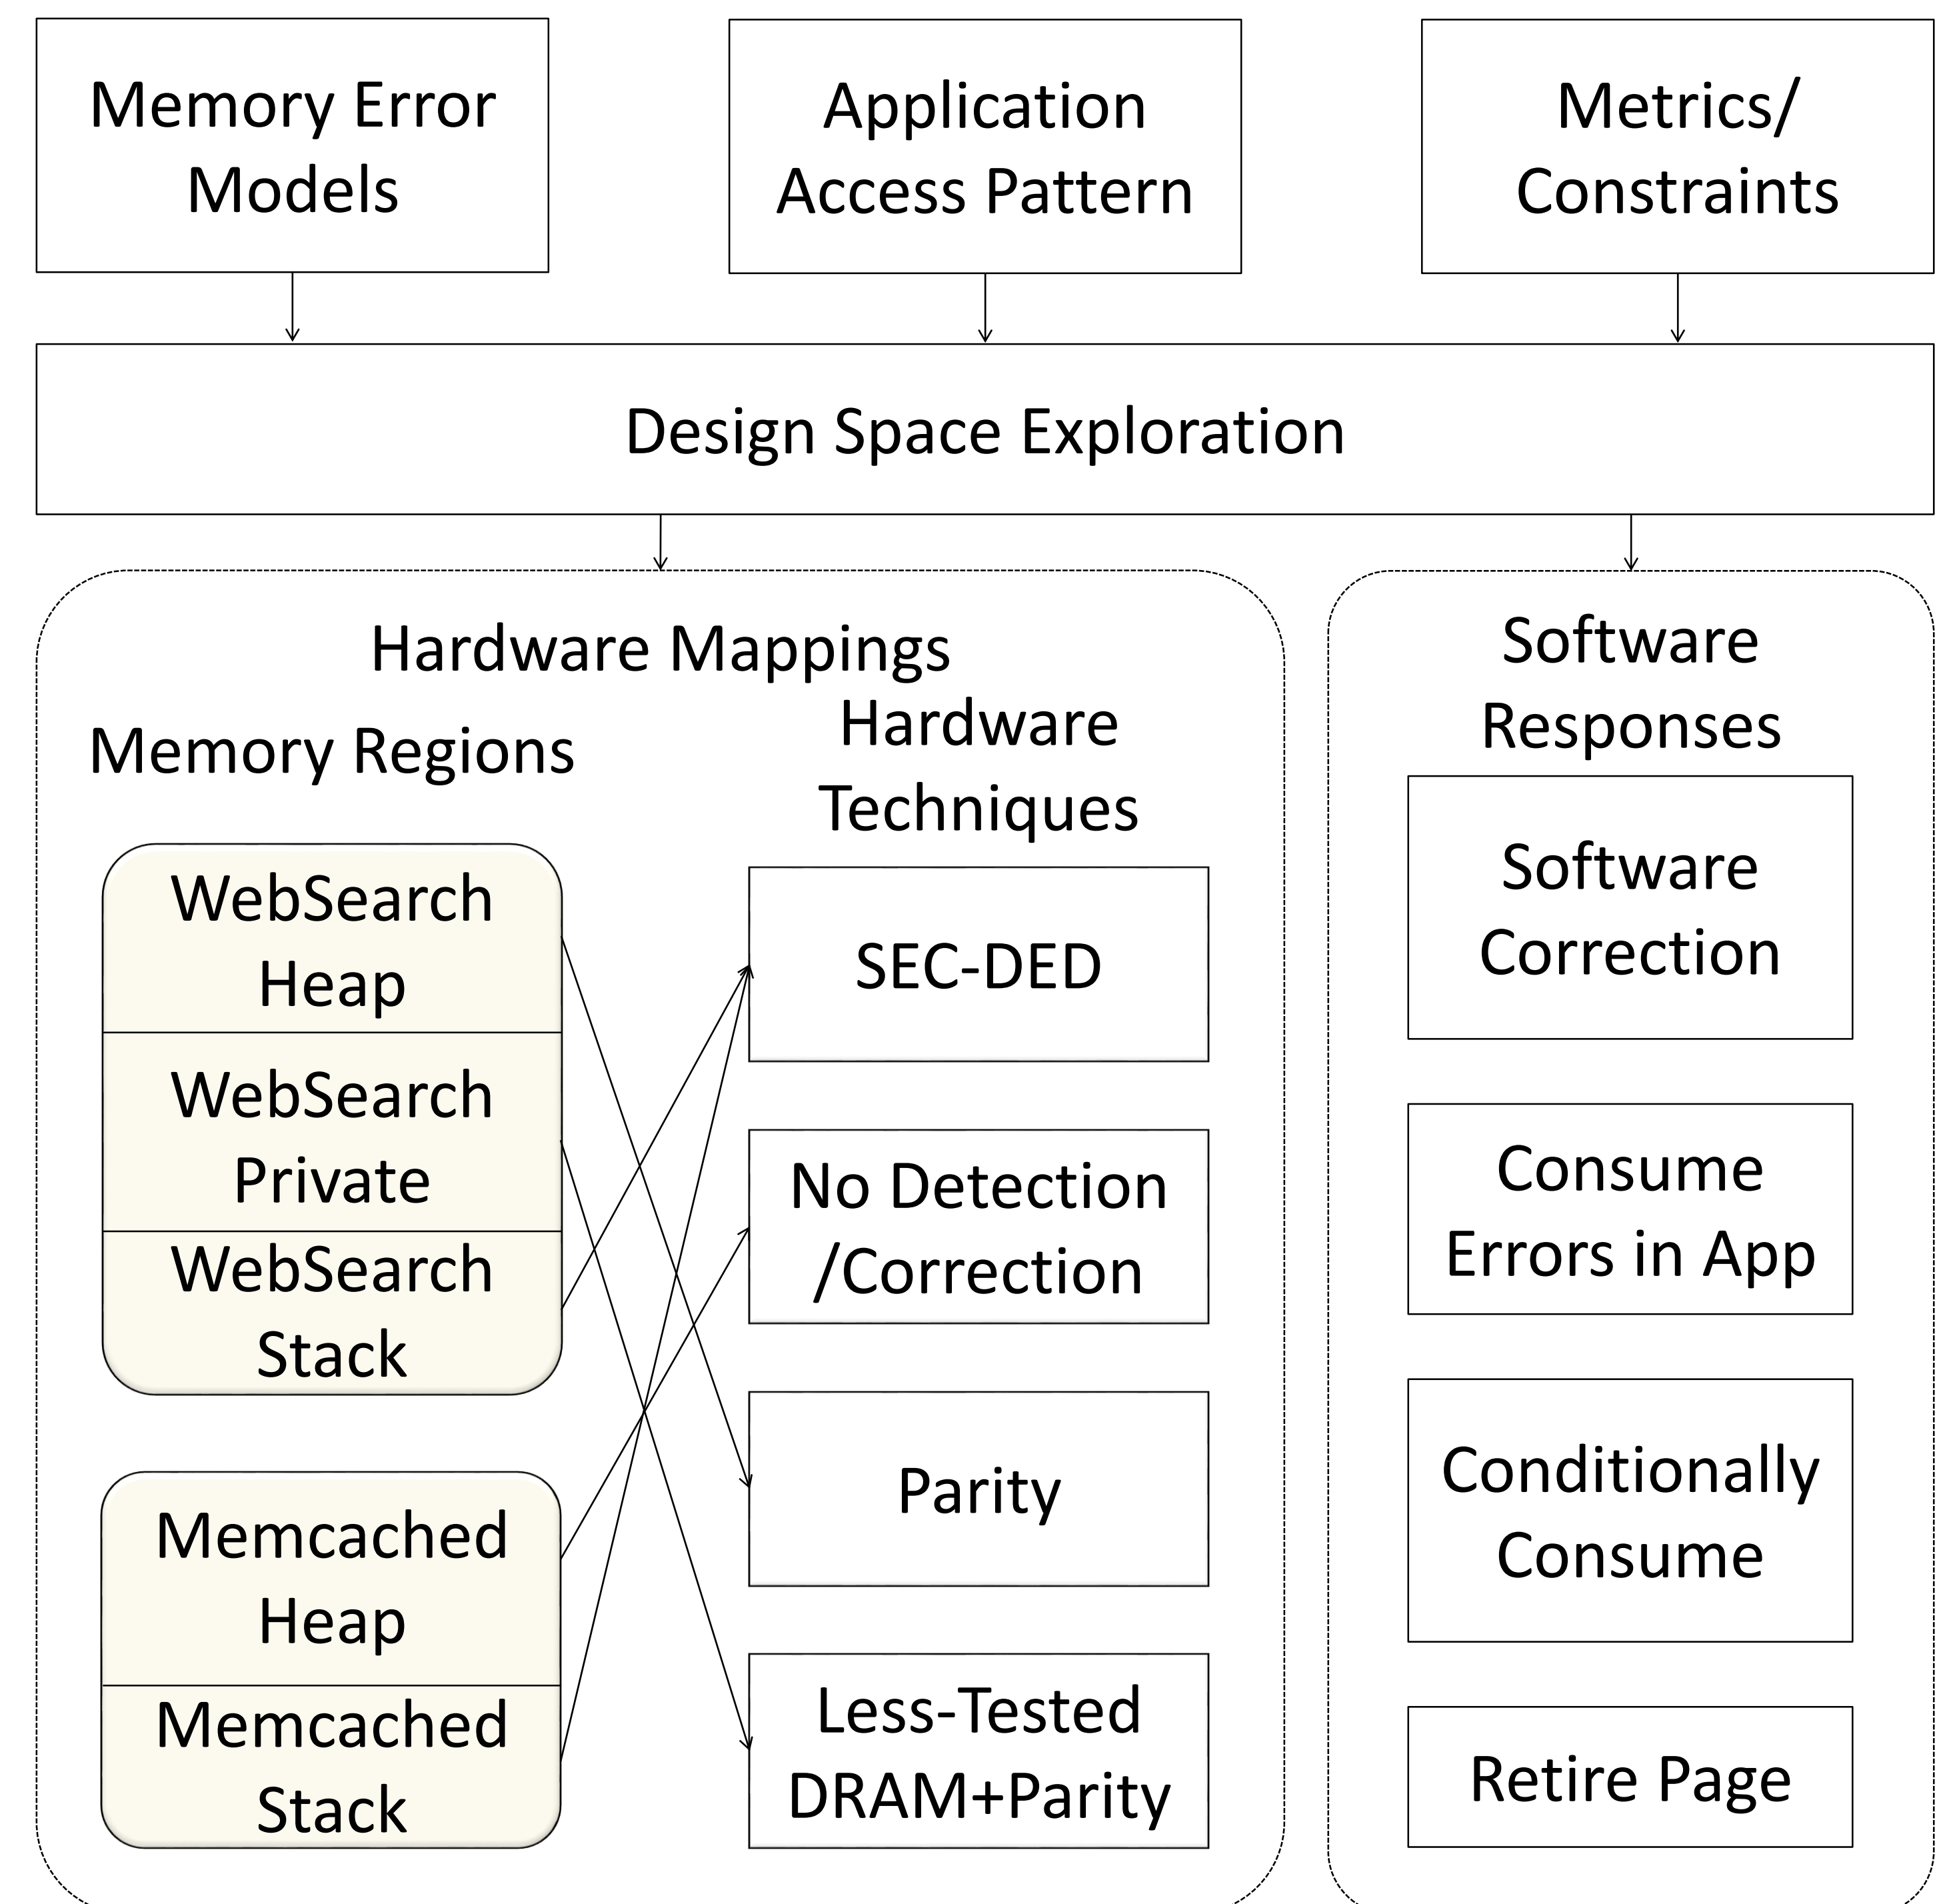 Memory Error
Models
Application
Access Pattern
Metrics/
Constraints
Design Space Exploration
Hardware Mappings
Memory Regions
Hardware
Techniques
WebSearch
Heap
WebSearch
Private
WebSearch
Stack
Memcached
Heap
Memcached
Stack
SEC-DED
No Detection
/Correction
Parity
Less-Tested
DRAM+Parity
Software
Responses
Software
Correction
Consume
Errors in App
Conditionally
Consume
Retire Page